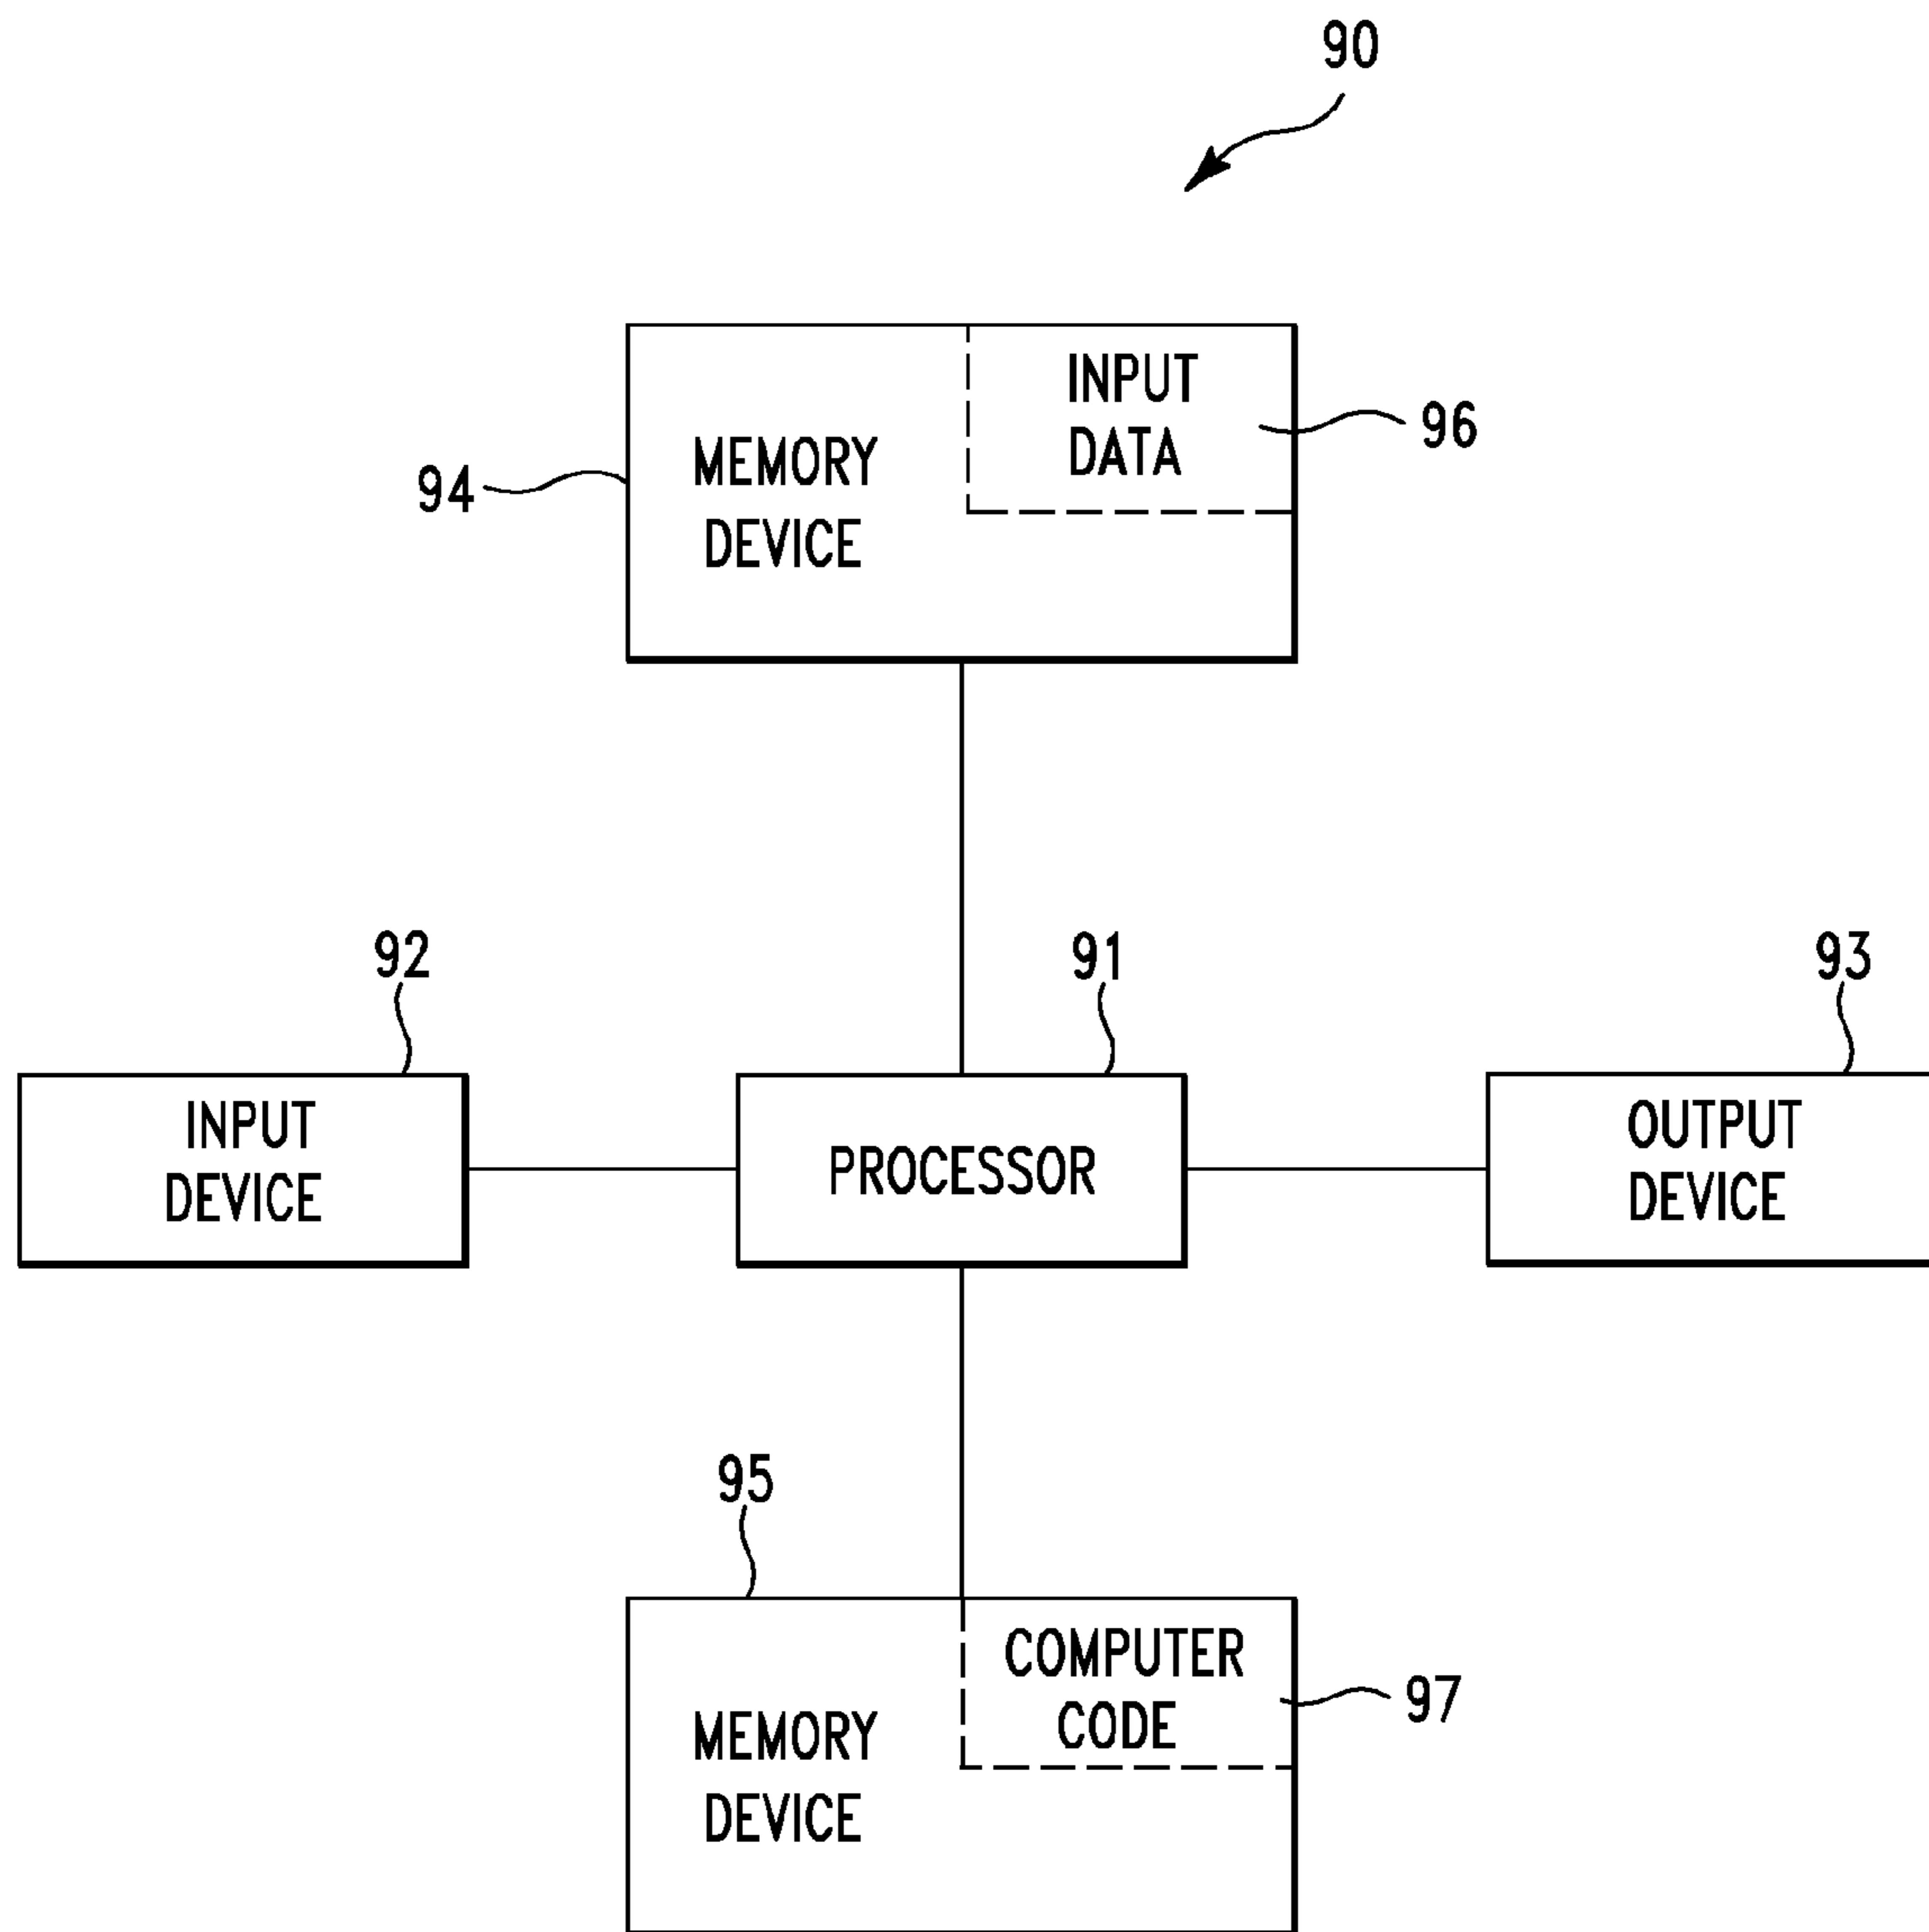 90
INPUT
DATA
96
MEMORY
DEVICE
94
92
91
93
INPUT
DEVICE
PROCESSOR
OUTPUT
DEVICE
95
COMPUTER
CODE
97
MEMORY
DEVICE